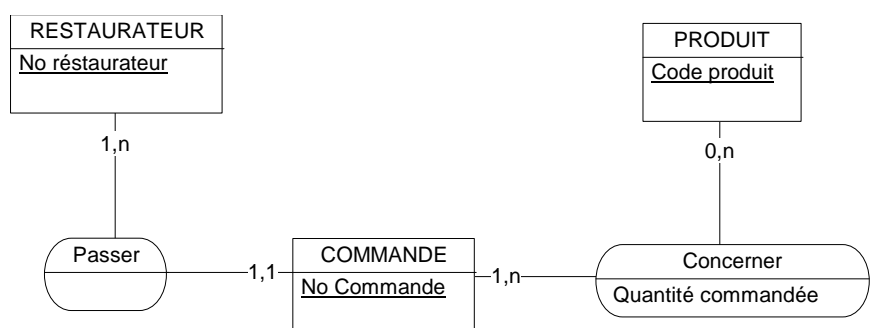 RESTAURATEUR
No réstaurateur
PRODUIT
Code produit
1,n
0,n
Passer
1,1
COMMANDE
No Commande
1,n
Concerner
Quantité commandée